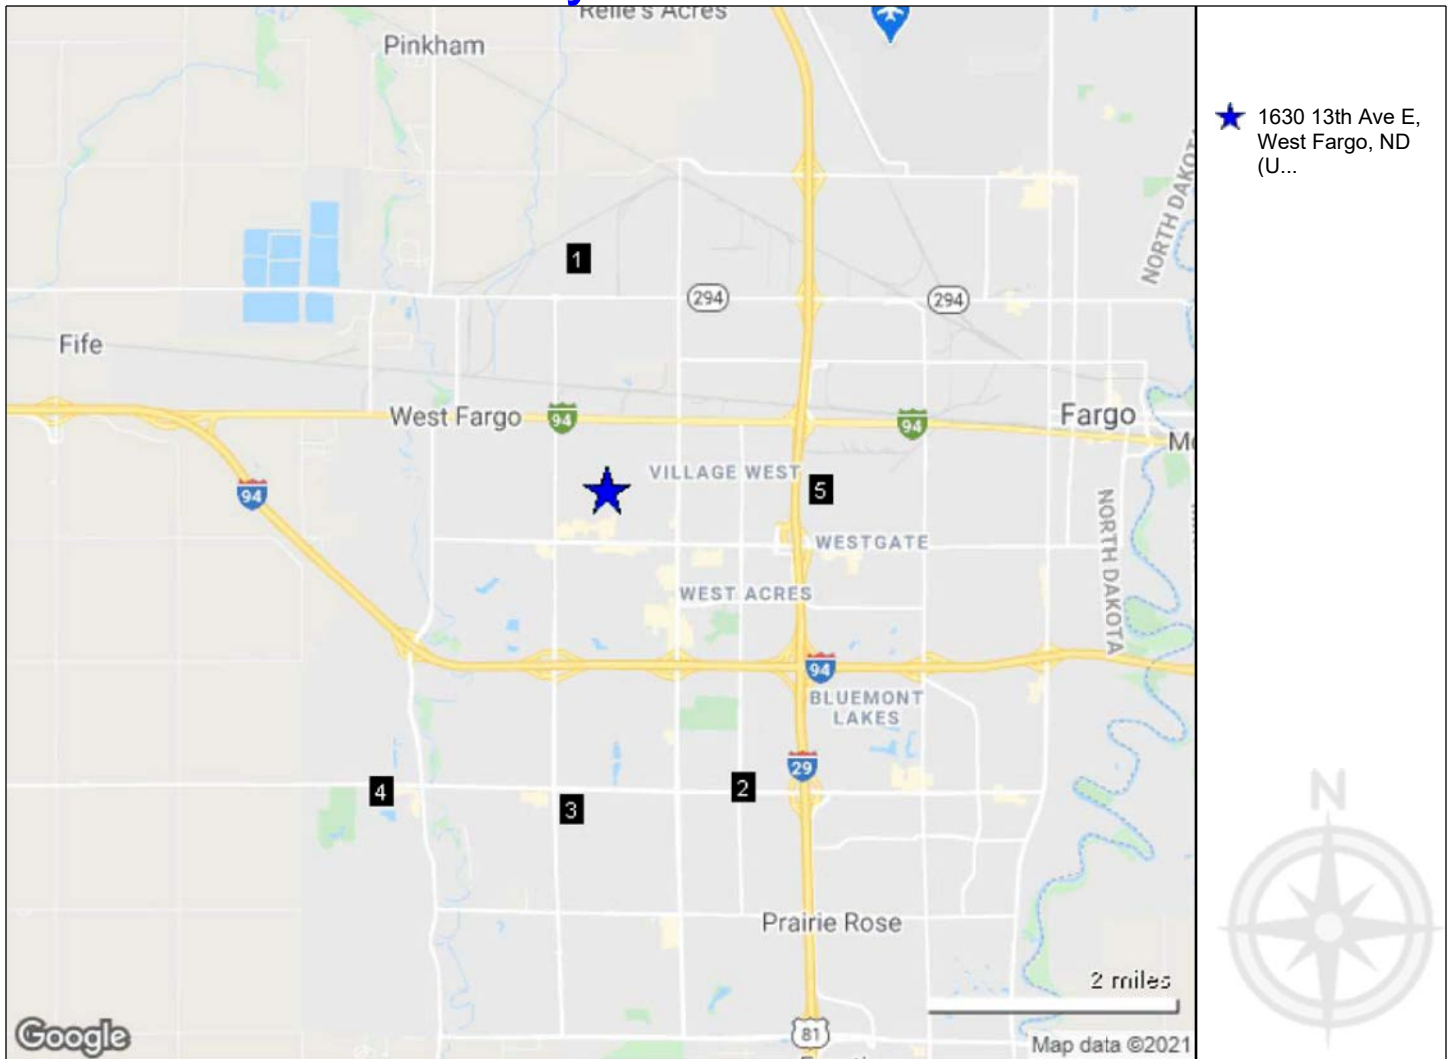 Reile's Acres
Pinkham
1
294
294
NORTH DAKOTA
Fife
West Fargo
94
94
Fargo
VILLAGE WEST
94
5
NORTH DAKOTA
WESTGATE
WEST ACRES
94
BLUEMONT
LAKES
29
4
3
2
Prairie Rose
2 miles
81
Google
Map data ©2021
1630 13th Ave E,
West Fargo, ND
(U...
N